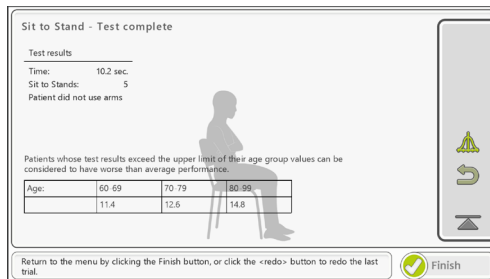 Sit to Stand - Test complete
Test results
Time: 10.2 sec.
Sit to Stands: 5
Patient did not use arms
Patients whose test results exceed the upper limit of their age group values can be
considered to have worse than average performance.
Age: 60-69 70-79 80-99
11.4 12.6 14.8
Return to the menu by clicking the Finish button, or click the <redo> button to redo the last
trial.
Finish